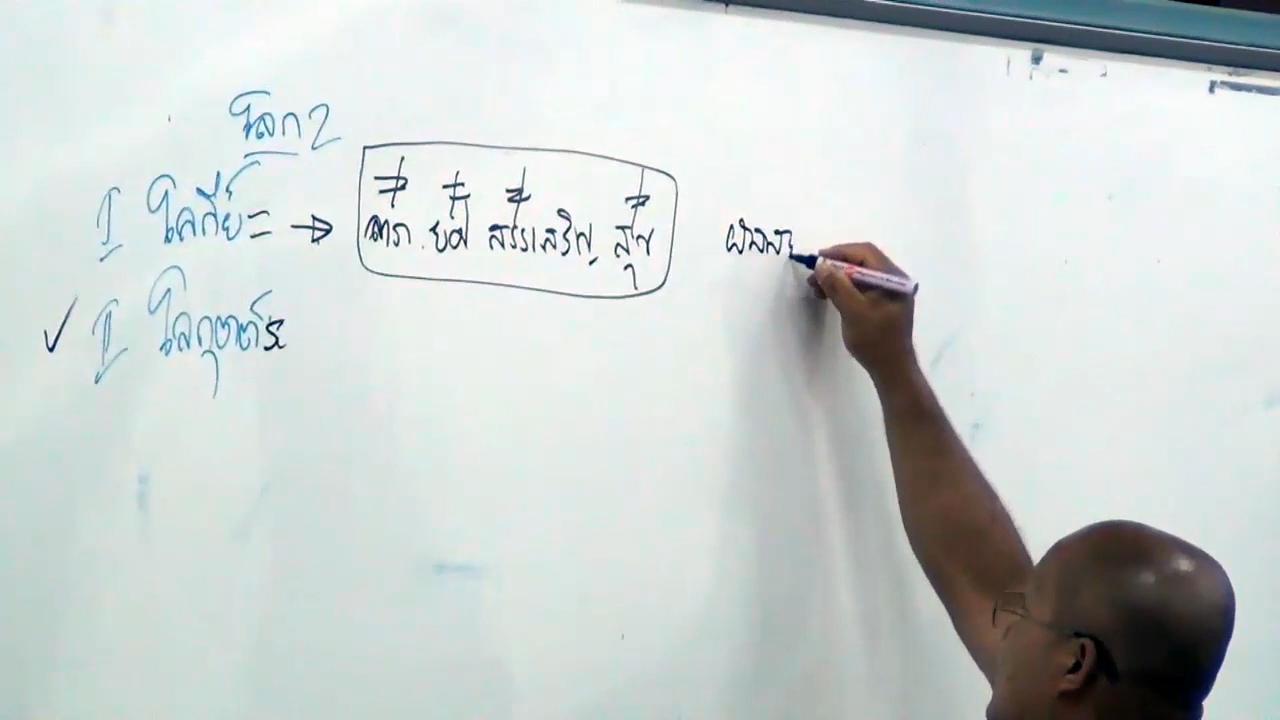 โลก 2
I โลกียะ → ลาภ. ยศ สรรเสริญ สุข
✓ II โลกุตตระ